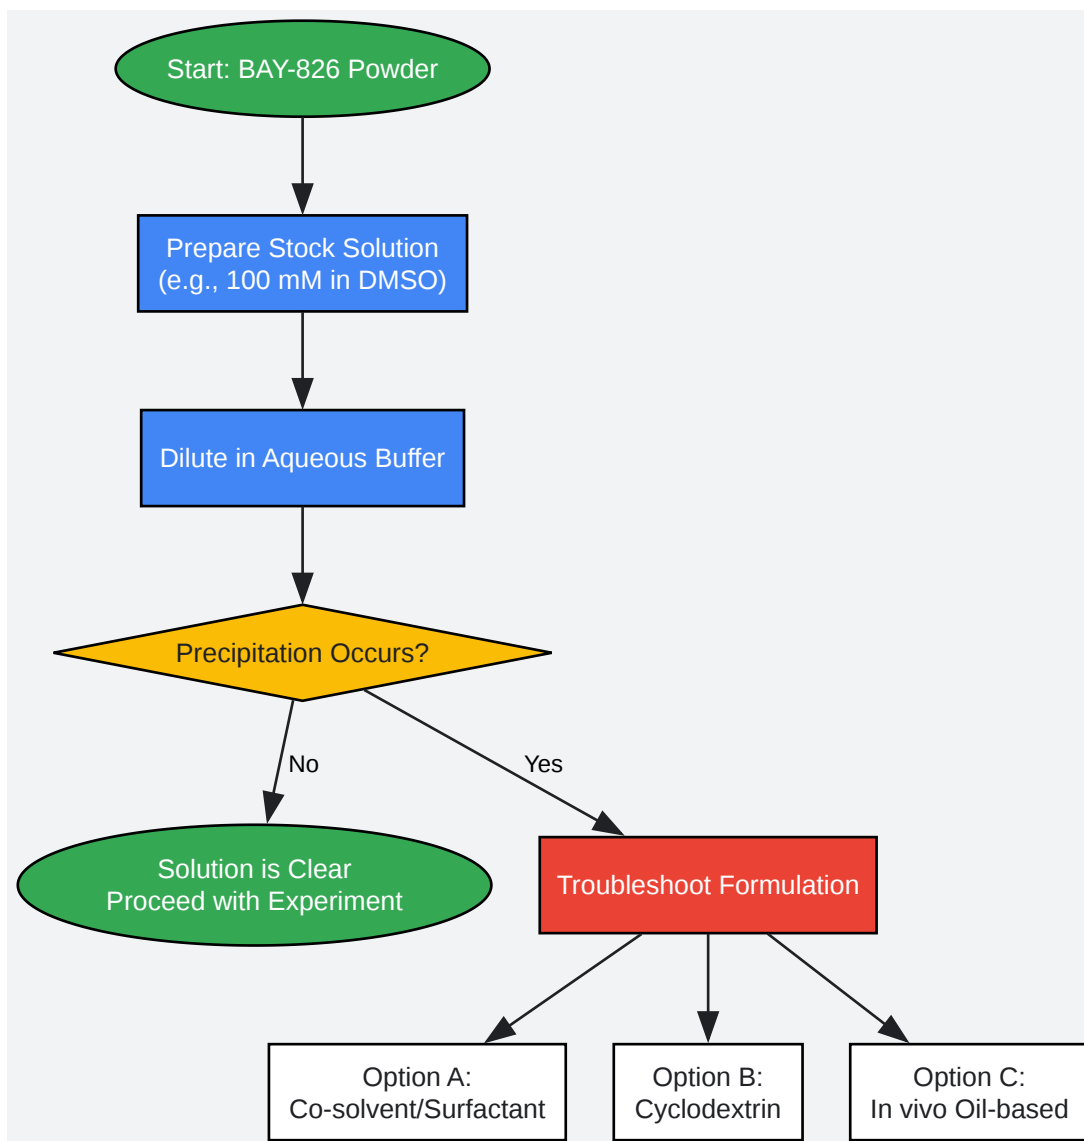 Start: BAY-826 Powder
Prepare Stock Solution
(e.g., 100 mM in DMSO)
Dilute in Aqueous Buffer
Precipitation Occurs?
No
Yes
Solution is Clear
Proceed with Experiment
Troubleshoot Formulation
Option A:
Co-solvent/Surfactant
Option B:
Cyclodextrin
Option C:
In vivo Oil-based